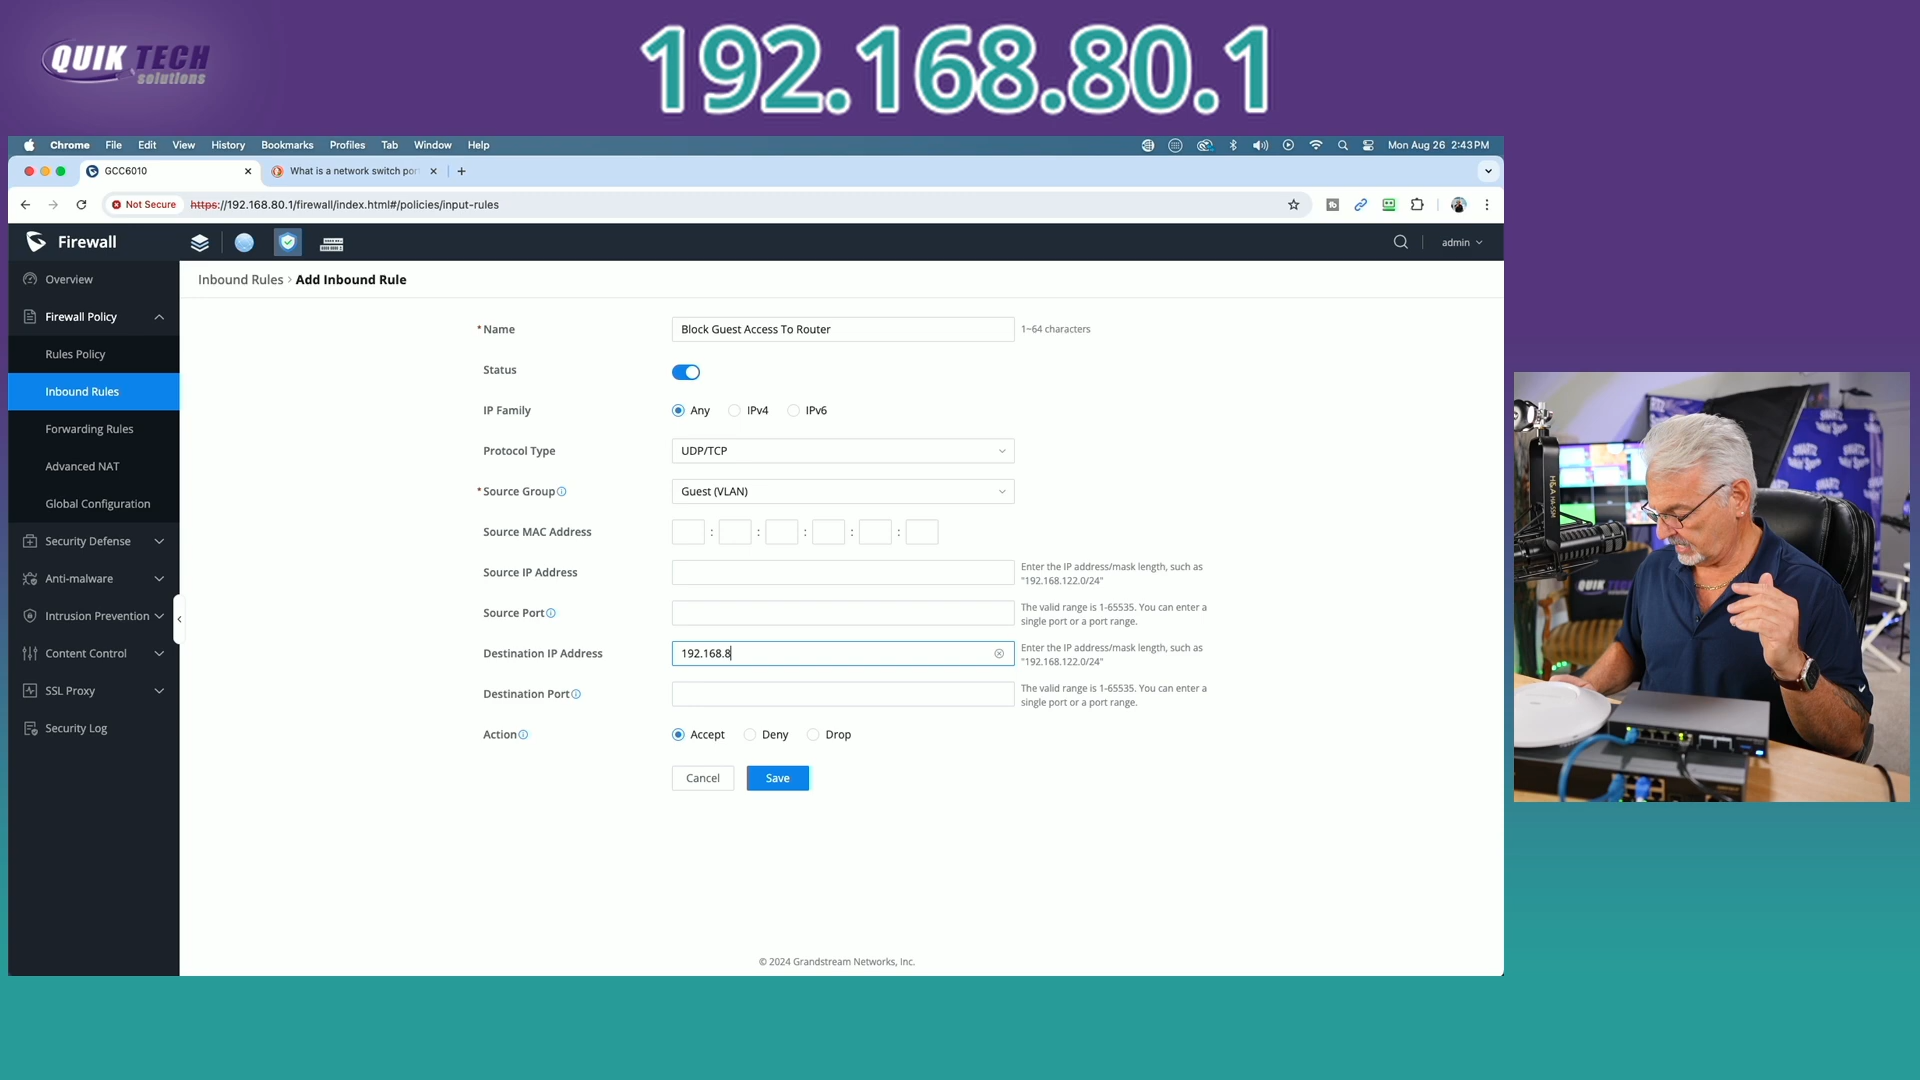 QUIK TECH
solutions
192.168.80.1
Chrome File Edit View History Bookmarks Profiles Tab Window Help
Mon Aug 26 2:43 PM
GCC6010
What is a network switch por
Not Secure
https://192.168.80.1/firewall/index.html#/policies/input-rules
Firewall
admin
Overview
Firewall Policy
Rules Policy
Inbound Rules
Forwarding Rules
Advanced NAT
Global Configuration
Security Defense
Anti-malware
Intrusion Prevention
Content Control
SSL Proxy
Security Log
Inbound Rules > Add Inbound Rule
* Name
Block Guest Access To Router
1~64 characters
Status
IP Family
Any IPv4 IPv6
Protocol Type
UDP/TCP
* Source Group
Guest (VLAN)
Source MAC Address
: : : : :
Source IP Address
Enter the IP address/mask length, such as
"192.168.122.0/24"
Source Port
The valid range is 1-65535. You can enter a
single port or a port range.
Destination IP Address
192.168.8
Enter the IP address/mask length, such as
"192.168.122.0/24"
Destination Port
The valid range is 1-65535. You can enter a
single port or a port range.
Action
Accept Deny Drop
Cancel
Save
© 2024 Grandstream Networks, Inc.
QUIK TECH